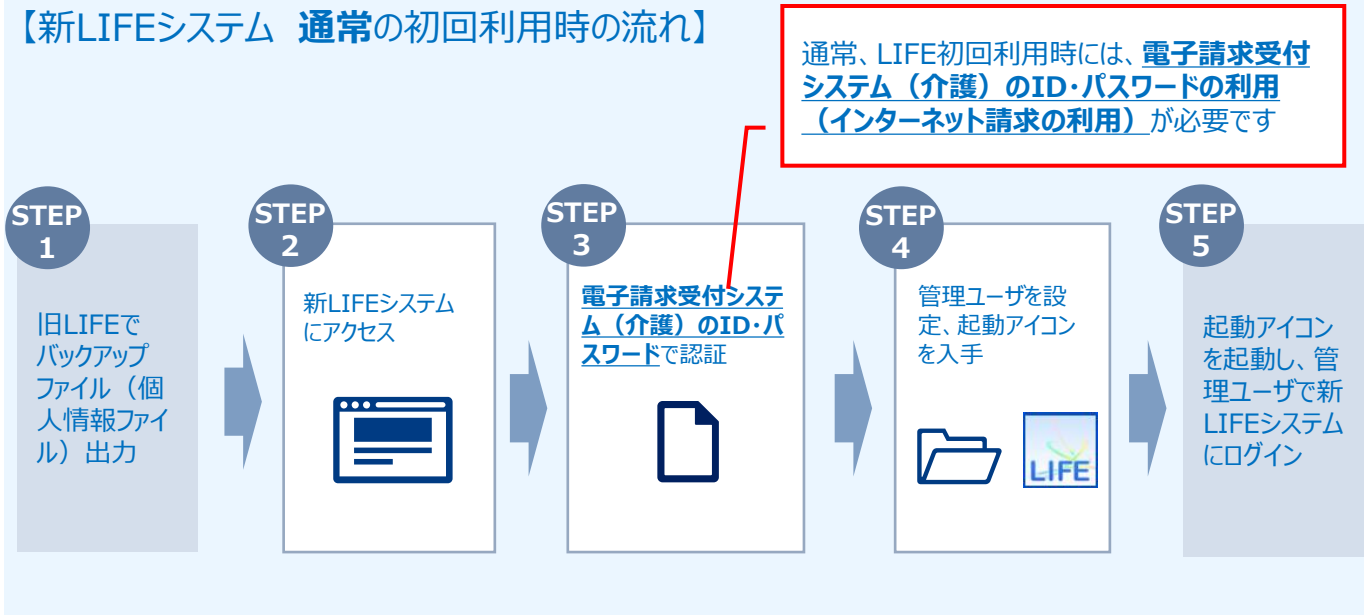 【新LIFEシステム 通常の初回利用時の流れ】
通常、LIFE初回利用時には、電子請求受付
システム（介護）のID・パスワードの利用
（インターネット請求の利用）が必要です
STEP
1
旧LIFEで
バックアップ
ファイル（個
人情報ファイ
ル）出力
STEP
2
新LIFEシステム
にアクセス
STEP
3
電子請求受付システ
ム（介護）のID・パ
スワードで認証
STEP
4
管理ユーザを設
定、起動アイコン
を入手
LIFE
STEP
5
起動アイコン
を起動し、管
理ユーザで新
LIFEシステム
にログイン